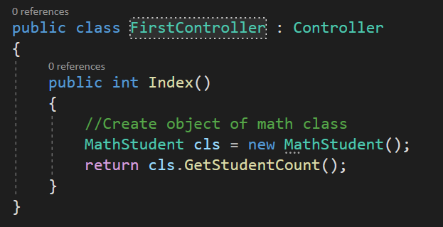 0 references
public class FirstController : Controller
{
0 references
public int Index()
{
//Create object of math class
MathStudent cls = new MathStudent();
return cls.GetStudentCount();
}
}